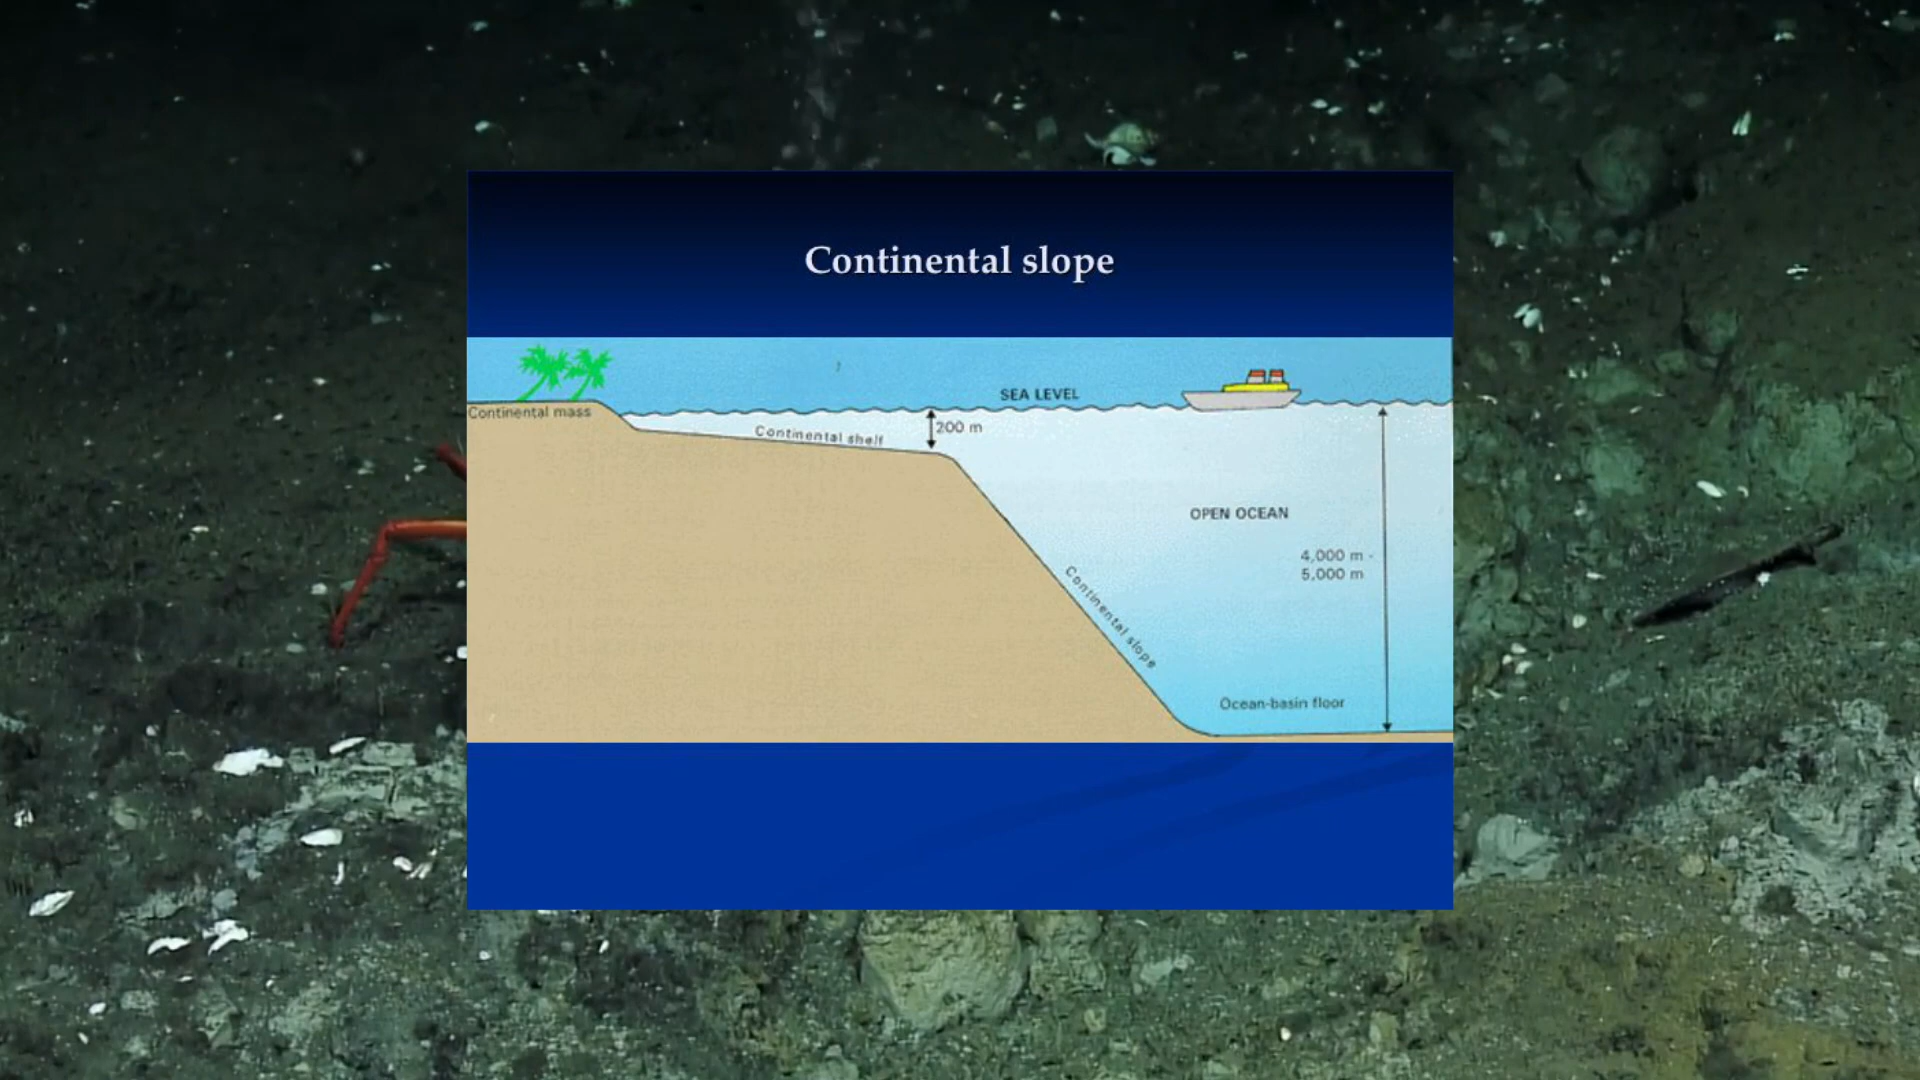 Continental slope
SEA LEVEL
Continental mass
Continental shelf
200 m
OPEN OCEAN
4,000 m -
5,000 m
Continental slope
Ocean-basin floor